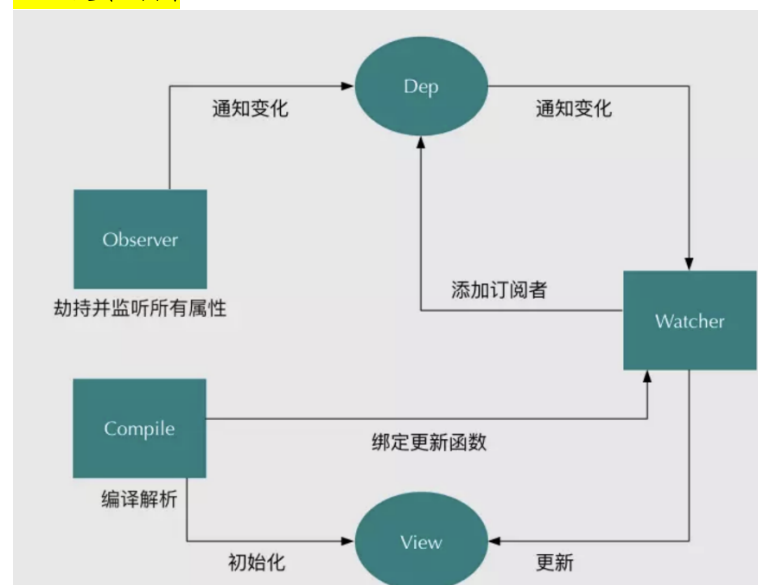 Dep
通知变化
通知变化
Observer
劫持并监听所有属性
添加订阅者
Watcher
Compile
绑定更新函数
编译解析
View
初始化
更新